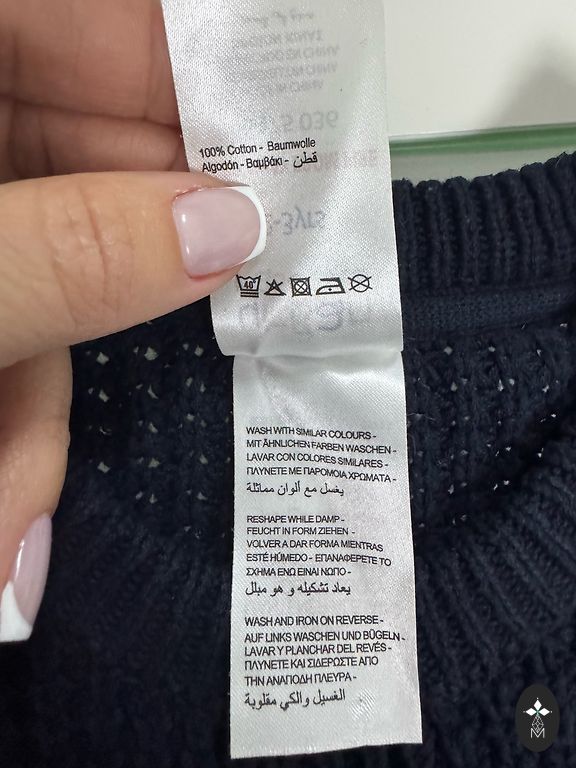 100% Cotton - Baumwolle
Algodón - Βαμβάκι - قطن
40
WASH WITH SIMILAR COLOURS -
MIT ÄHNLICHEN FARBEN WASCHEN -
LAVAR CON COLORES SIMILARES -
ΠΛΥΝΕΤΕ ΜΕ ΠΑΡΟΜΟΙΑ ΧΡΩΜΑΤΑ -
يغسل مع ألوان مماثلة
RESHAPE WHILE DAMP -
FEUCHT IN FORM ZIEHEN -
VOLVER A DAR FORMA MIENTRAS
ESTÉ HÚMEDO - ΕΠΑΝΑΦΕΡΕΤΕ ΤΟ
ΣΧΗΜΑ ΕΝΩ ΕΙΝΑΙ ΝΩΠΟ -
يعاد تشكيله و هو مبلل
WASH AND IRON ON REVERSE -
AUF LINKS WASCHEN UND BÜGELN -
LAVAR Y PLANCHAR DEL REVÉS -
ΠΛΥΝΕΤΕ ΚΑΙ ΣΙΔΕΡΩΣΤΕ ΑΠΟ
ΤΗΝ ΑΝΑΠΟΔΗ ΠΛΕΥΡΑ -
الغسيل والكي مقلوبة